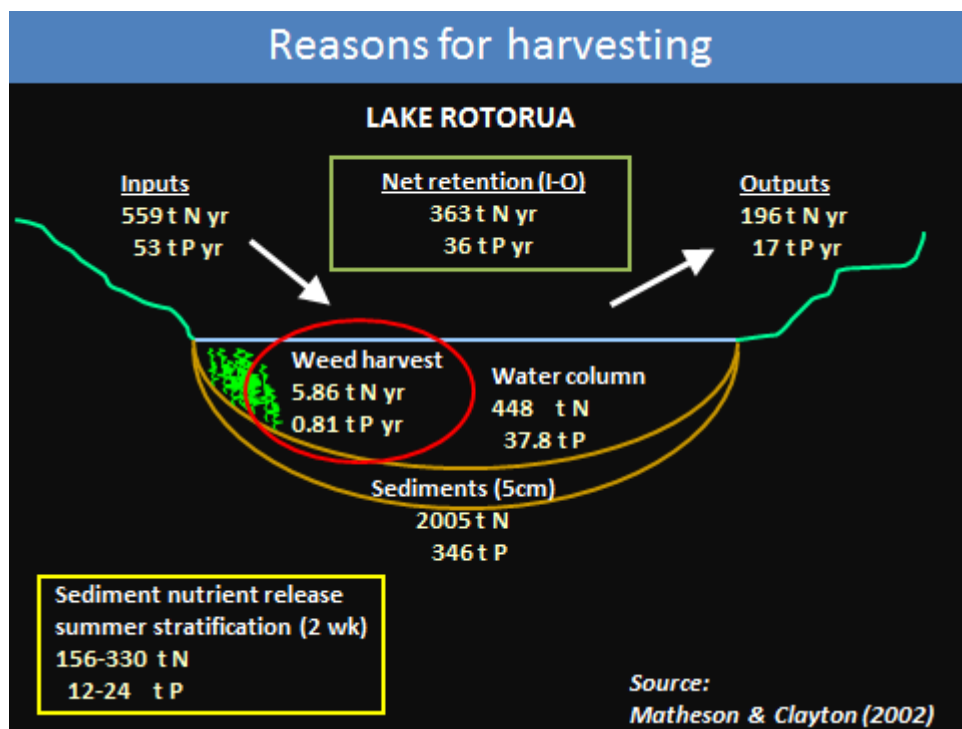 Reasons for harvesting
LAKE ROTORUA
Inputs
559 t N yr
53 t P yr
Net retention (I-O)
363 t N yr
36 t P yr
Outputs
196 t N yr
17 t P yr
Weed harvest
5.86 t N yr
0.81 t P yr
Water column
448 t N
37.8 t P
Sediments (5cm)
2005 t N
346 t P
Sediment nutrient release
summer stratification (2 wk)
156-330 t N
12-24 t P
Source:
Matheson & Clayton (2002)